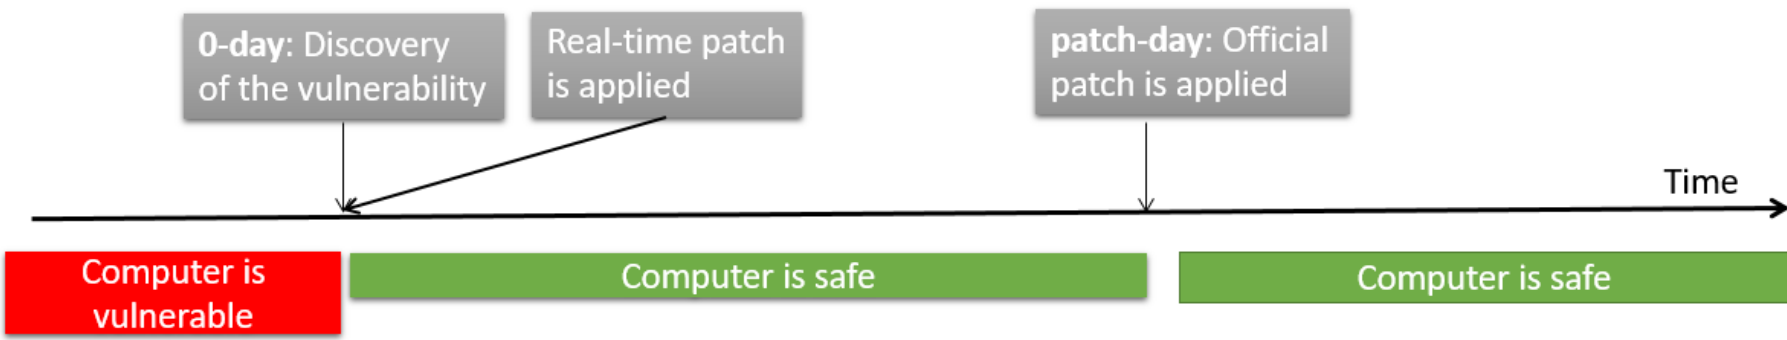 0-day: Discovery
of the vulnerability
Real-time patch
is applied
patch-day: Official
patch is applied
Time
Computer is
vulnerable
Computer is safe
Computer is safe